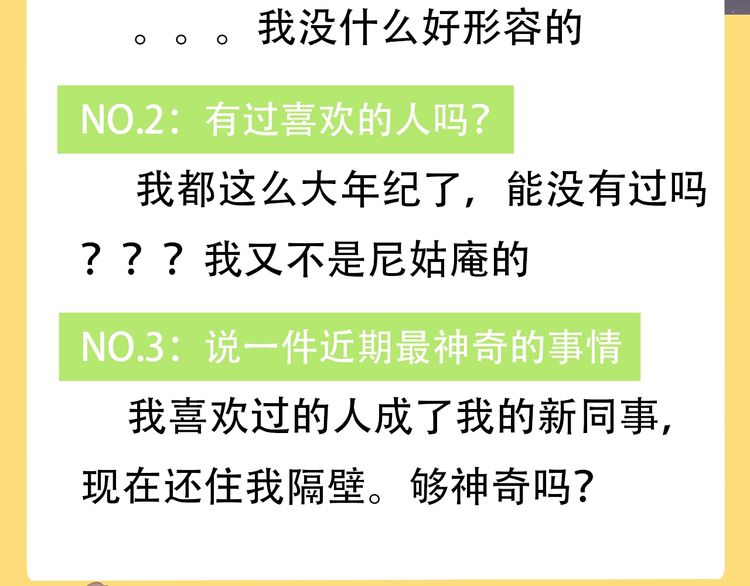 。。。我没什么好形容的
NO.2：有过喜欢的人吗？
我都这么大年纪了，能没有过吗
？？？我又不是尼姑庵的
NO.3：说一件近期最神奇的事情
我喜欢过的人成了我的新同事，
现在还住我隔壁。够神奇吗？